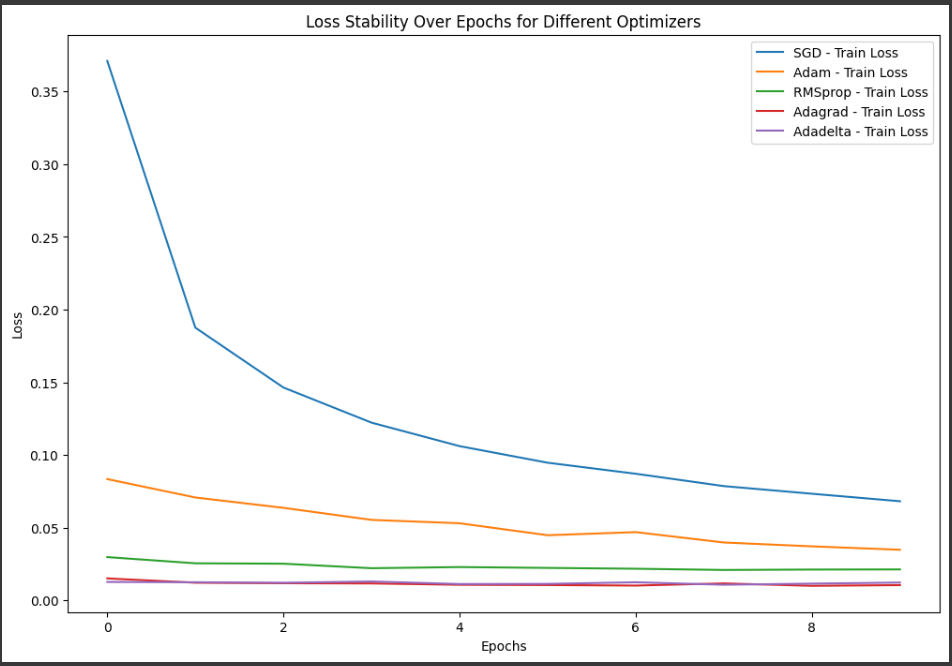 Loss Stability Over Epochs for Different Optimizers
SGD - Train Loss
Adam - Train Loss
RMSprop - Train Loss
Adagrad - Train Loss
Adadelta - Train Loss
0.35
0.30
0.25
0.20
0.15
0.10
0.05
0.00
Loss
0 2 4 6 8
Epochs